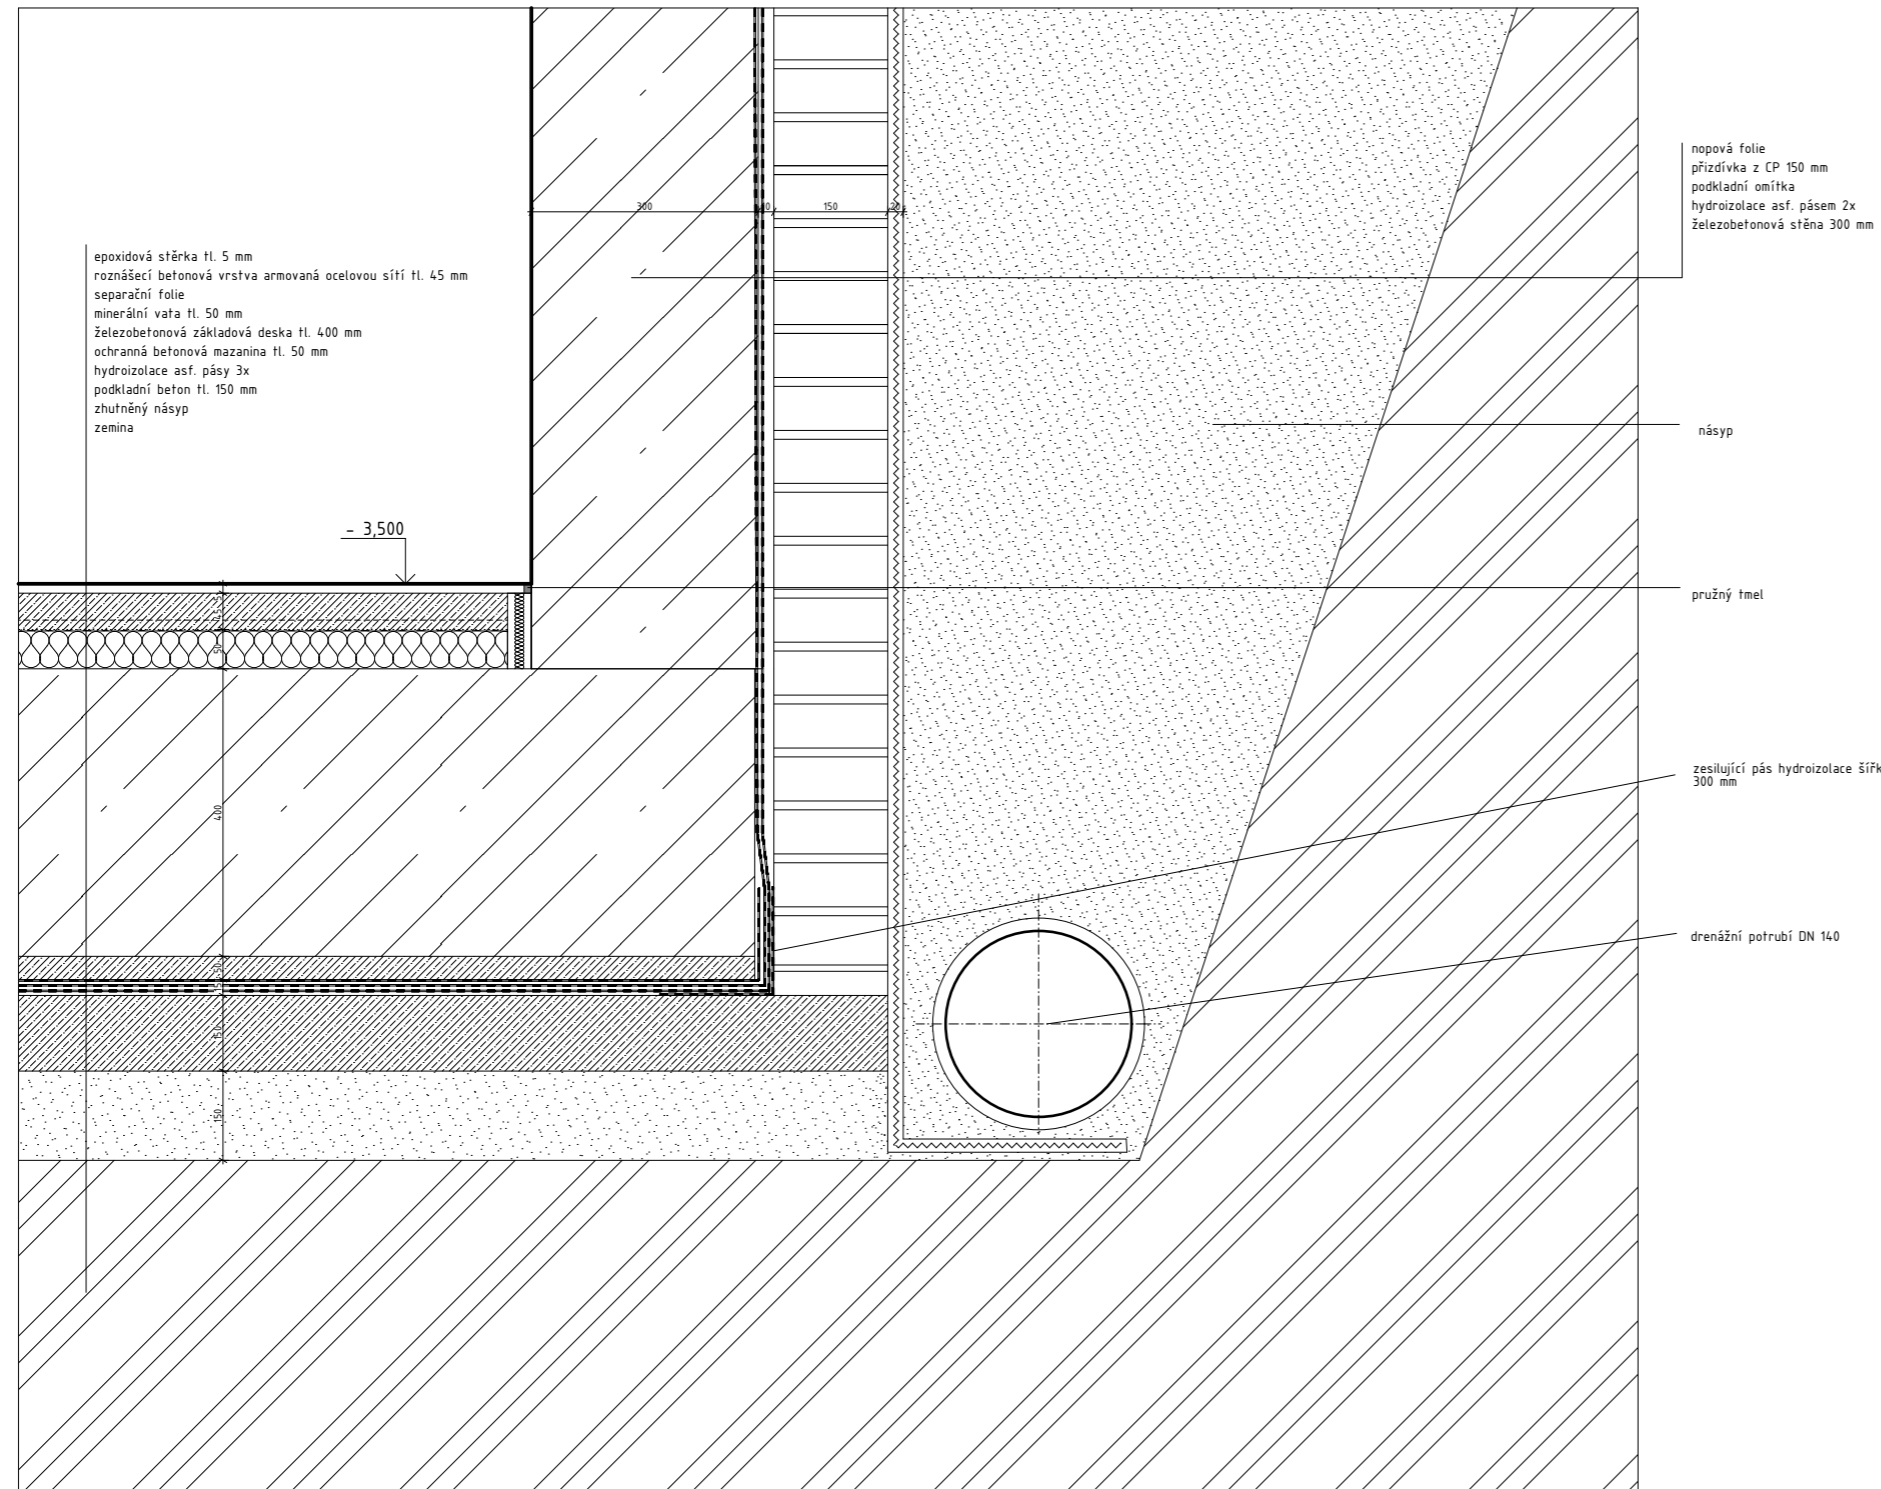 nopová folie
přizdívka z CP 150 mm
podkladní omítka
hydroizolace asf. pásem 2x
železobetonová stěna 300 mm
300
150
20
epoxidová stěrka tl. 5 mm
roznášecí betonová vrstva armovaná ocelovou sítí tl. 45 mm
separační folie
minerální vata tl. 50 mm
železobetonová základová deska tl. 400 mm
ochranná betonová mazanina tl. 50 mm
hydroizolace asf. pásy 3x
podkladní beton tl. 150 mm
zhutněný násyp
zemina
násyp
- 3,500
pružný tmel
45
50
zesilující pás hydroizolace šířk
300 mm
400
drenážní potrubí DN 140
50
15
150
150